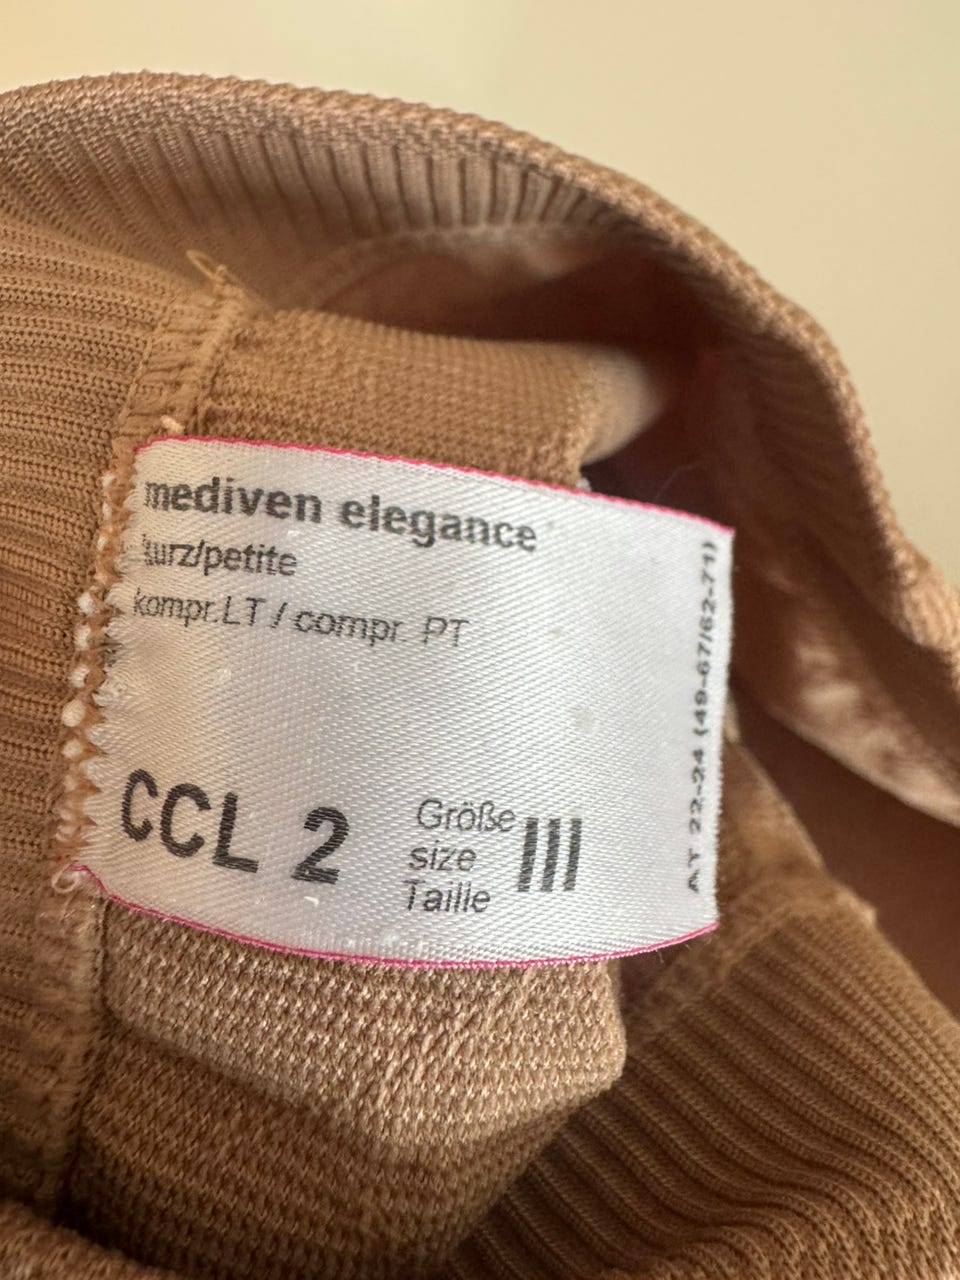 mediven elegance
kurz/petite
kompr.LT / compr. PT
CCL 2
Größe
size
Taille
III
AT 22-24 (49-67/62-71)